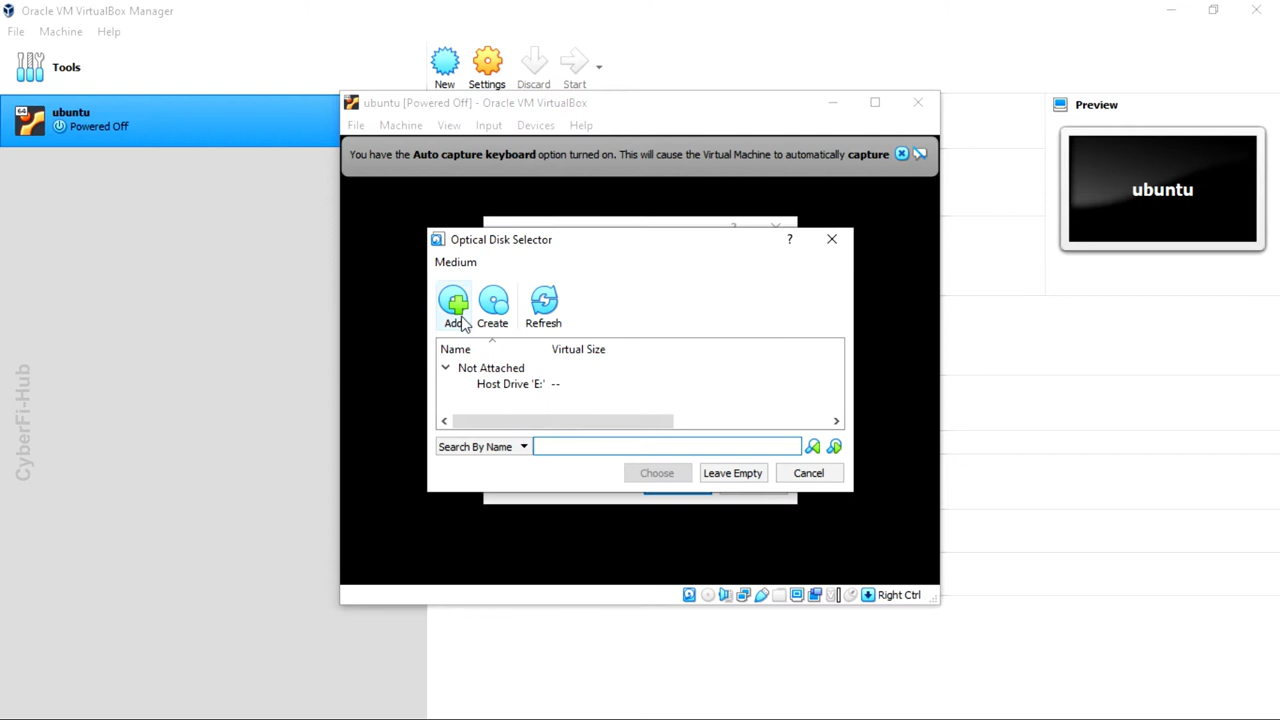 Oracle VM VirtualBox Manager
File Machine Help
Tools
New Settings Discard Start
64
ubuntu
Powered Off
ubuntu [Powered Off] - Oracle VM VirtualBox
File Machine View Input Devices Help
You have the Auto capture keyboard option turned on. This will cause the Virtual Machine to automatically capture
Preview
ubuntu
Optical Disk Selector
?
Medium
Add Create Refresh
Name Virtual Size
Not Attached
Host Drive 'E:' --
Search By Name
Choose Leave Empty Cancel
Right Ctrl
CyberFi-Hub